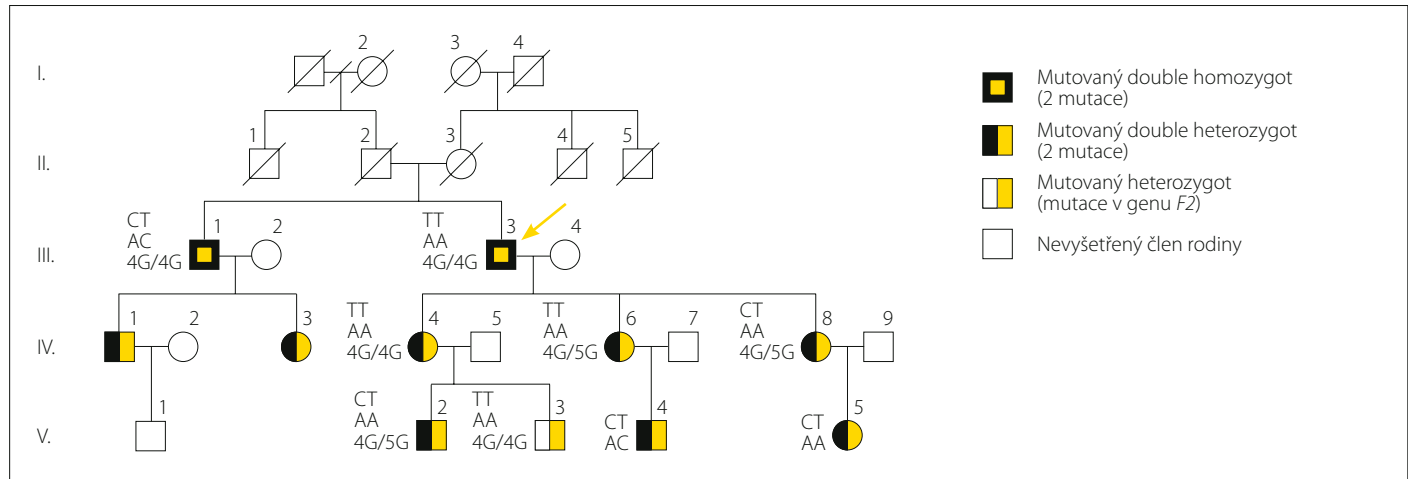 2 3 4
I.
Mutovaný double homozygot
(2 mutace)
1 2 3 4 5
II.
Mutovaný double heterozygot
(2 mutace)
Mutovaný heterozygot
(mutace v genu F2)
CT 1 2 TT 3 4
III. AC AA
4G/4G 4G/4G
Nevyšetřený člen rodiny
1 2 3 TT 4 5 TT 6 7 CT 8 9
IV. AA AA AA
4G/4G 4G/5G 4G/5G
1 CT 2 TT 3 4 5
V. AA AA CT CT
4G/5G 4G/4G AC AA